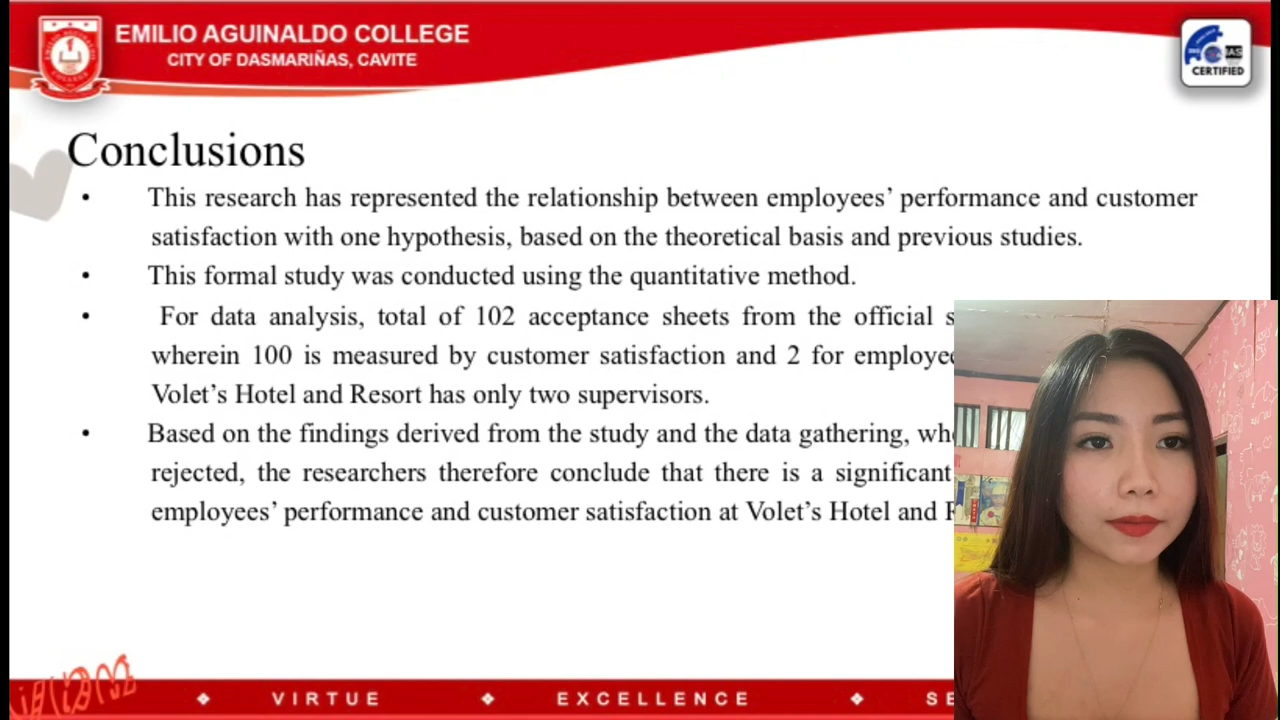 EMILIO AGUINALDO COLLEGE
CITY OF DASMARIÑAS, CAVITE
IAS
CERTIFIED
Conclusions
• This research has represented the relationship between employees’ performance and customer
satisfaction with one hypothesis, based on the theoretical basis and previous studies.
• This formal study was conducted using the quantitative method.
• For data analysis, total of 102 acceptance sheets from the official
wherein 100 is measured by customer satisfaction and 2 for
Volet’s Hotel and Resort has only two supervisors.
• Based on the findings derived from the study and the data gathering,
rejected, the researchers therefore conclude that there is a significant
employees’ performance and customer satisfaction at Volet’s Hotel and
❖ VIRTUE ❖ EXCELLENCE ❖